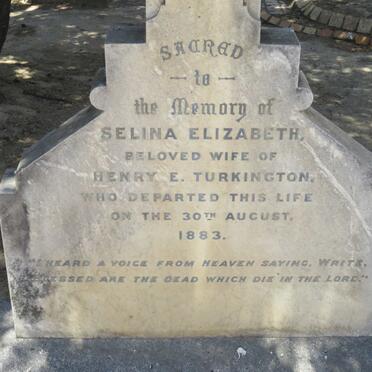 SACRED
— to —
the Memory of
SELINA ELIZABETH,
BELOVED WIFE OF
HENRY E. TURKINGTON,
WHO DEPARTED THIS LIFE
ON THE 30TH AUGUST,
1883.
"I HEARD A VOICE FROM HEAVEN SAYING, WRITE,
BLESSED ARE THE DEAD WHICH DIE IN THE LORD."